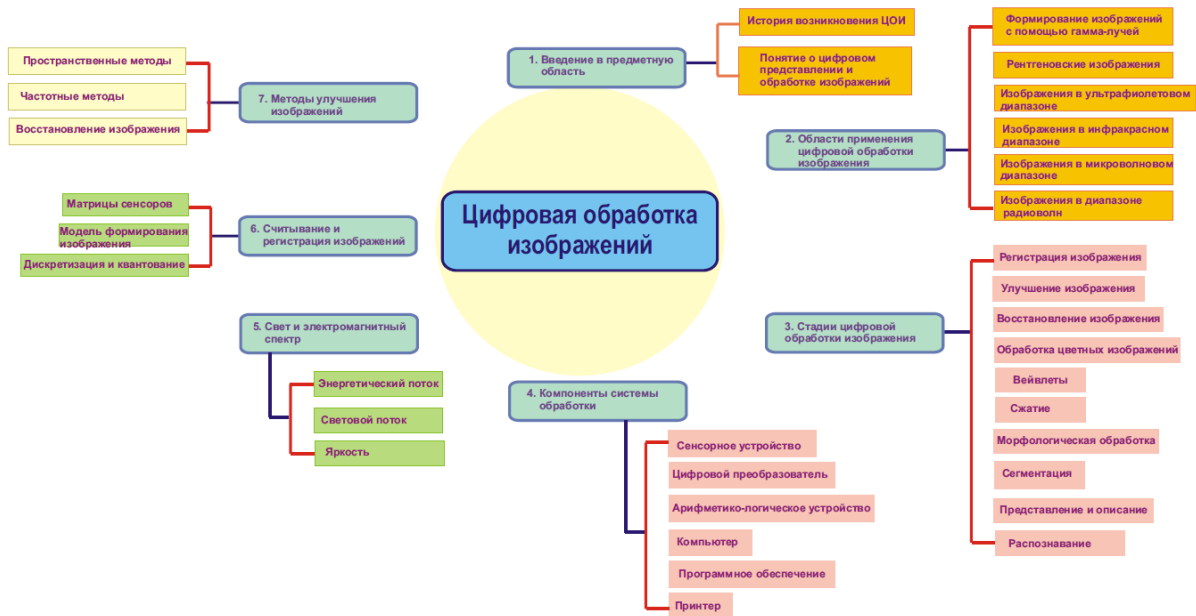 Цифровая обработка
изображений
1. Введение в предметную
область
История возникновения ЦОИ
Понятие о цифровом
представлении и
обработке изображений
2. Области применения
цифровой обработки
изображения
Формирование изображений
с помощью гамма-лучей
Рентгеновские изображения
Изображения в ультрафиолетовом
диапазоне
Изображения в инфракрасном
диапазоне
Изображения в микроволновом
диапазоне
Изображения в диапазоне
радиоволн
3. Стадии цифровой
обработки изображения
Регистрация изображения
Улучшение изображения
Восстановление изображения
Обработка цветных изображений
Вейвлеты
Сжатие
Морфологическая обработка
Сегментация
Представление и описание
Распознавание
4. Компоненты системы
обработки
Сенсорное устройство
Цифровой преобразователь
Арифметико-логическое устройство
Компьютер
Программное обеспечение
Принтер
5. Свет и электромагнитный
спектр
Энергетический поток
Световой поток
Яркость
6. Считывание и
регистрация изображений
Матрицы сенсоров
Модель формирования
изображения
Дискретизация и квантование
7. Методы улучшения
изображений
Пространственные методы
Частотные методы
Восстановление изображения